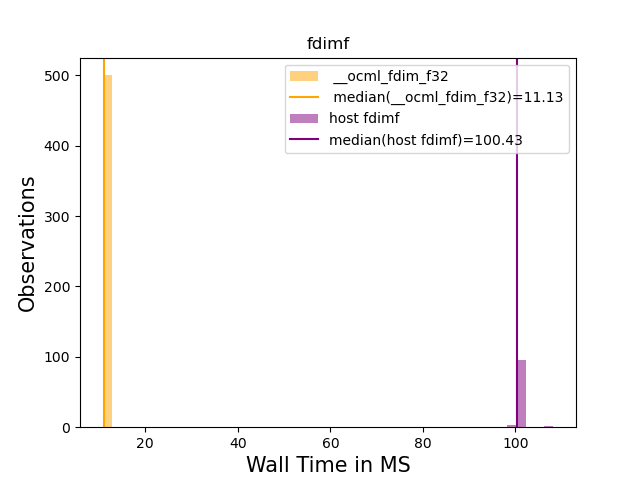 fdimf
500
400
300
200
100
0
Observations
__ocml_fdim_f32
median(__ocml_fdim_f32)=11.13
host fdimf
median(host fdimf)=100.43
20 40 60 80 100
Wall Time in MS